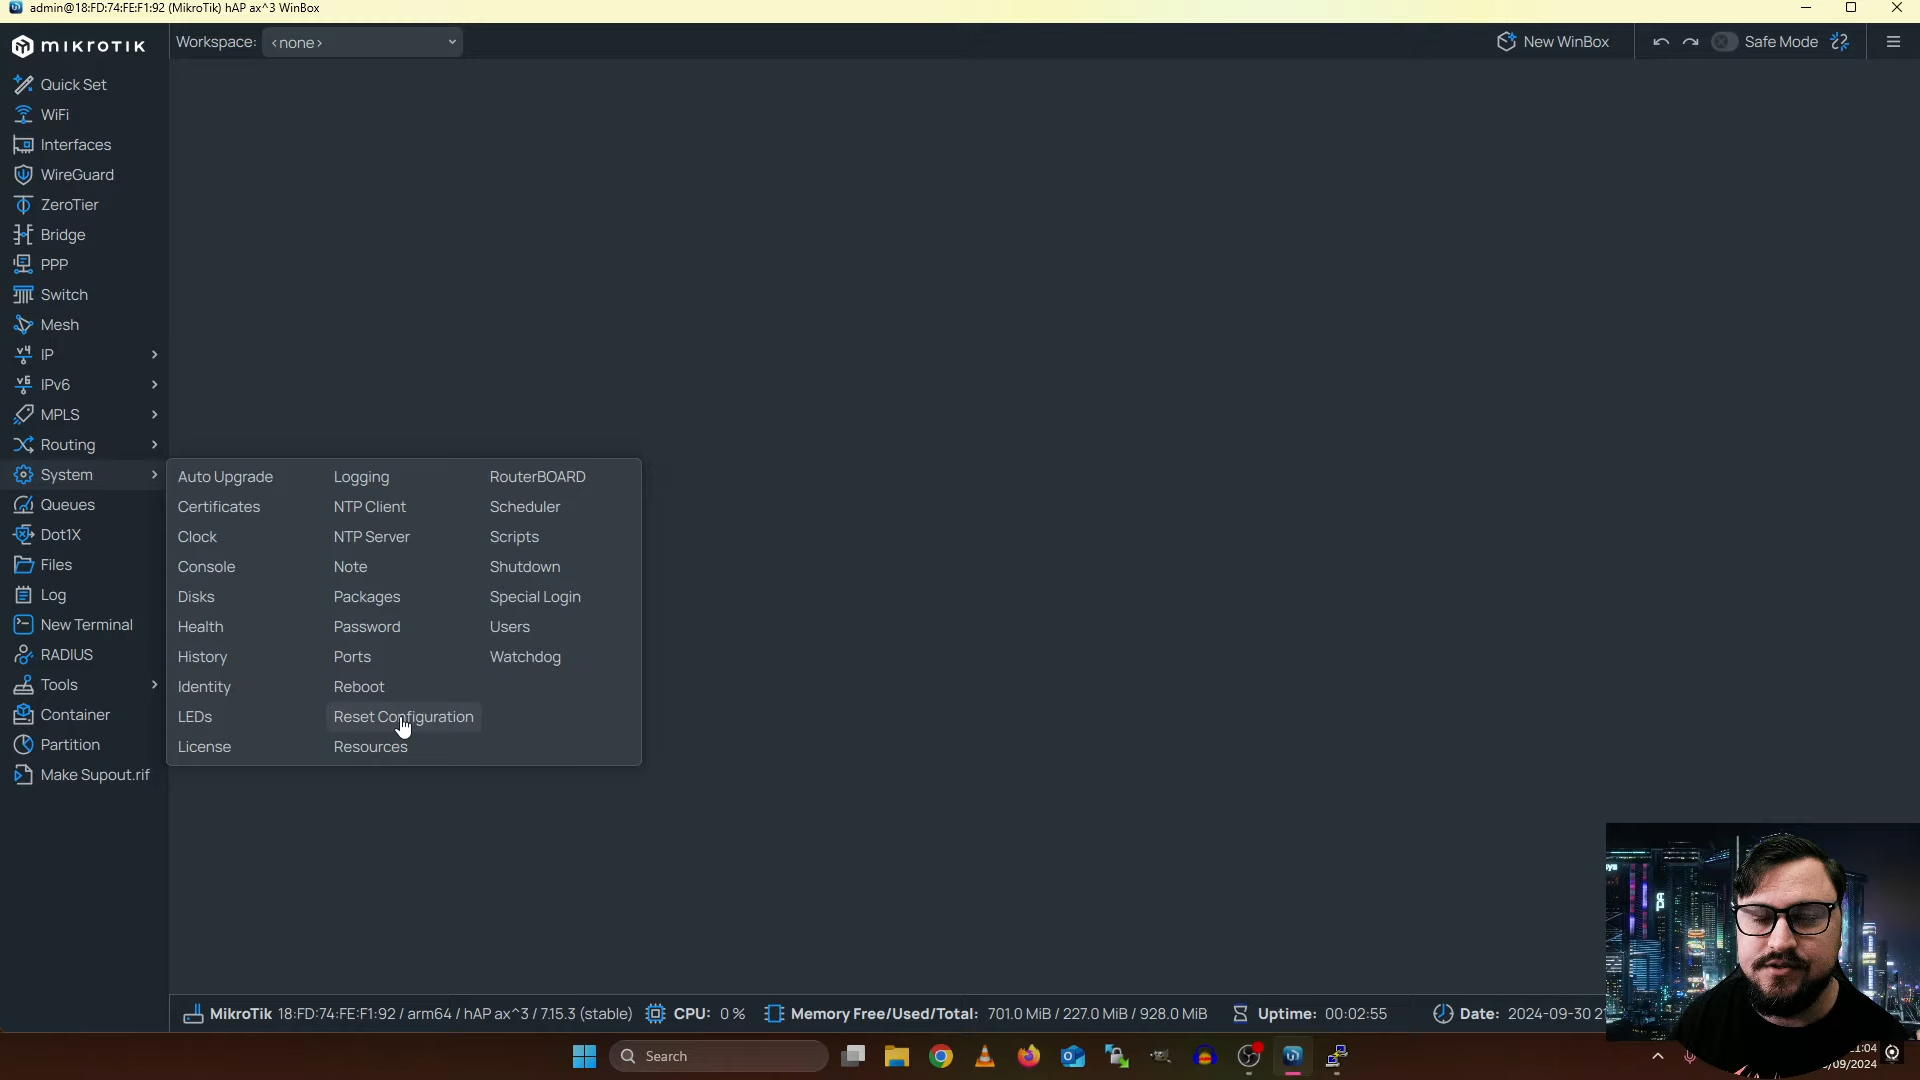 admin@18:FD:74:FE:F1:92 (MikroTik) hAP ax^3 WinBox
MIKROTIK
Workspace: <none>
New WinBox
Safe Mode
Quick Set
WiFi
Interfaces
WireGuard
ZeroTier
Bridge
PPP
Switch
Mesh
IP
IPv6
MPLS
Routing
System
Queues
Dot1X
Files
Log
New Terminal
RADIUS
Tools
Container
Partition
Make Supout.rif
Auto Upgrade
Certificates
Clock
Console
Disks
Health
History
Identity
LEDs
License
Logging
NTP Client
NTP Server
Note
Packages
Password
Ports
Reboot
Reset Configuration
Resources
RouterBOARD
Scheduler
Scripts
Shutdown
Special Login
Users
Watchdog
MikroTik 18:FD:74:FE:F1:92 / arm64 / hAP ax^3 / 7.15.3 (stable) CPU: 0 % Memory Free/Used/Total: 701.0 MiB / 227.0 MiB / 928.0 MiB Uptime: 00:02:55 Date: 2024-09-30
Search
:04
/09/2024